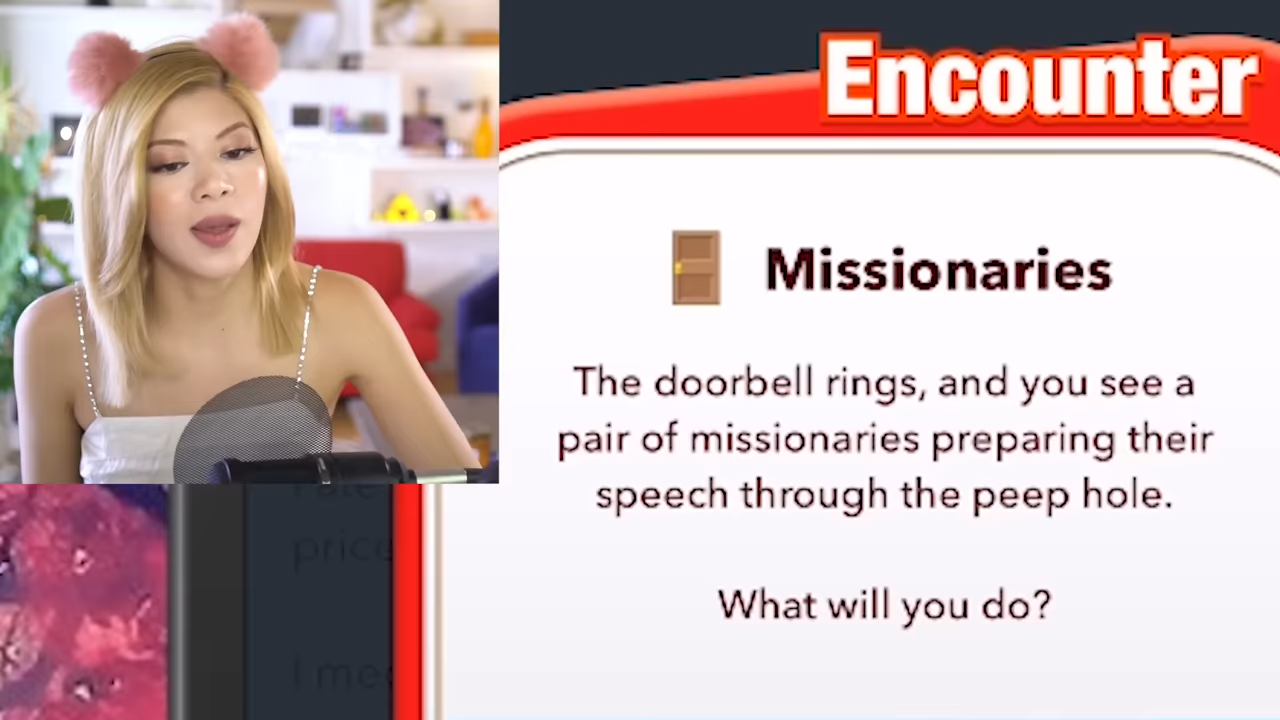 Encounter
Missionaries
The doorbell rings, and you see a
pair of missionaries preparing their
speech through the peep hole.
What will you do?
price